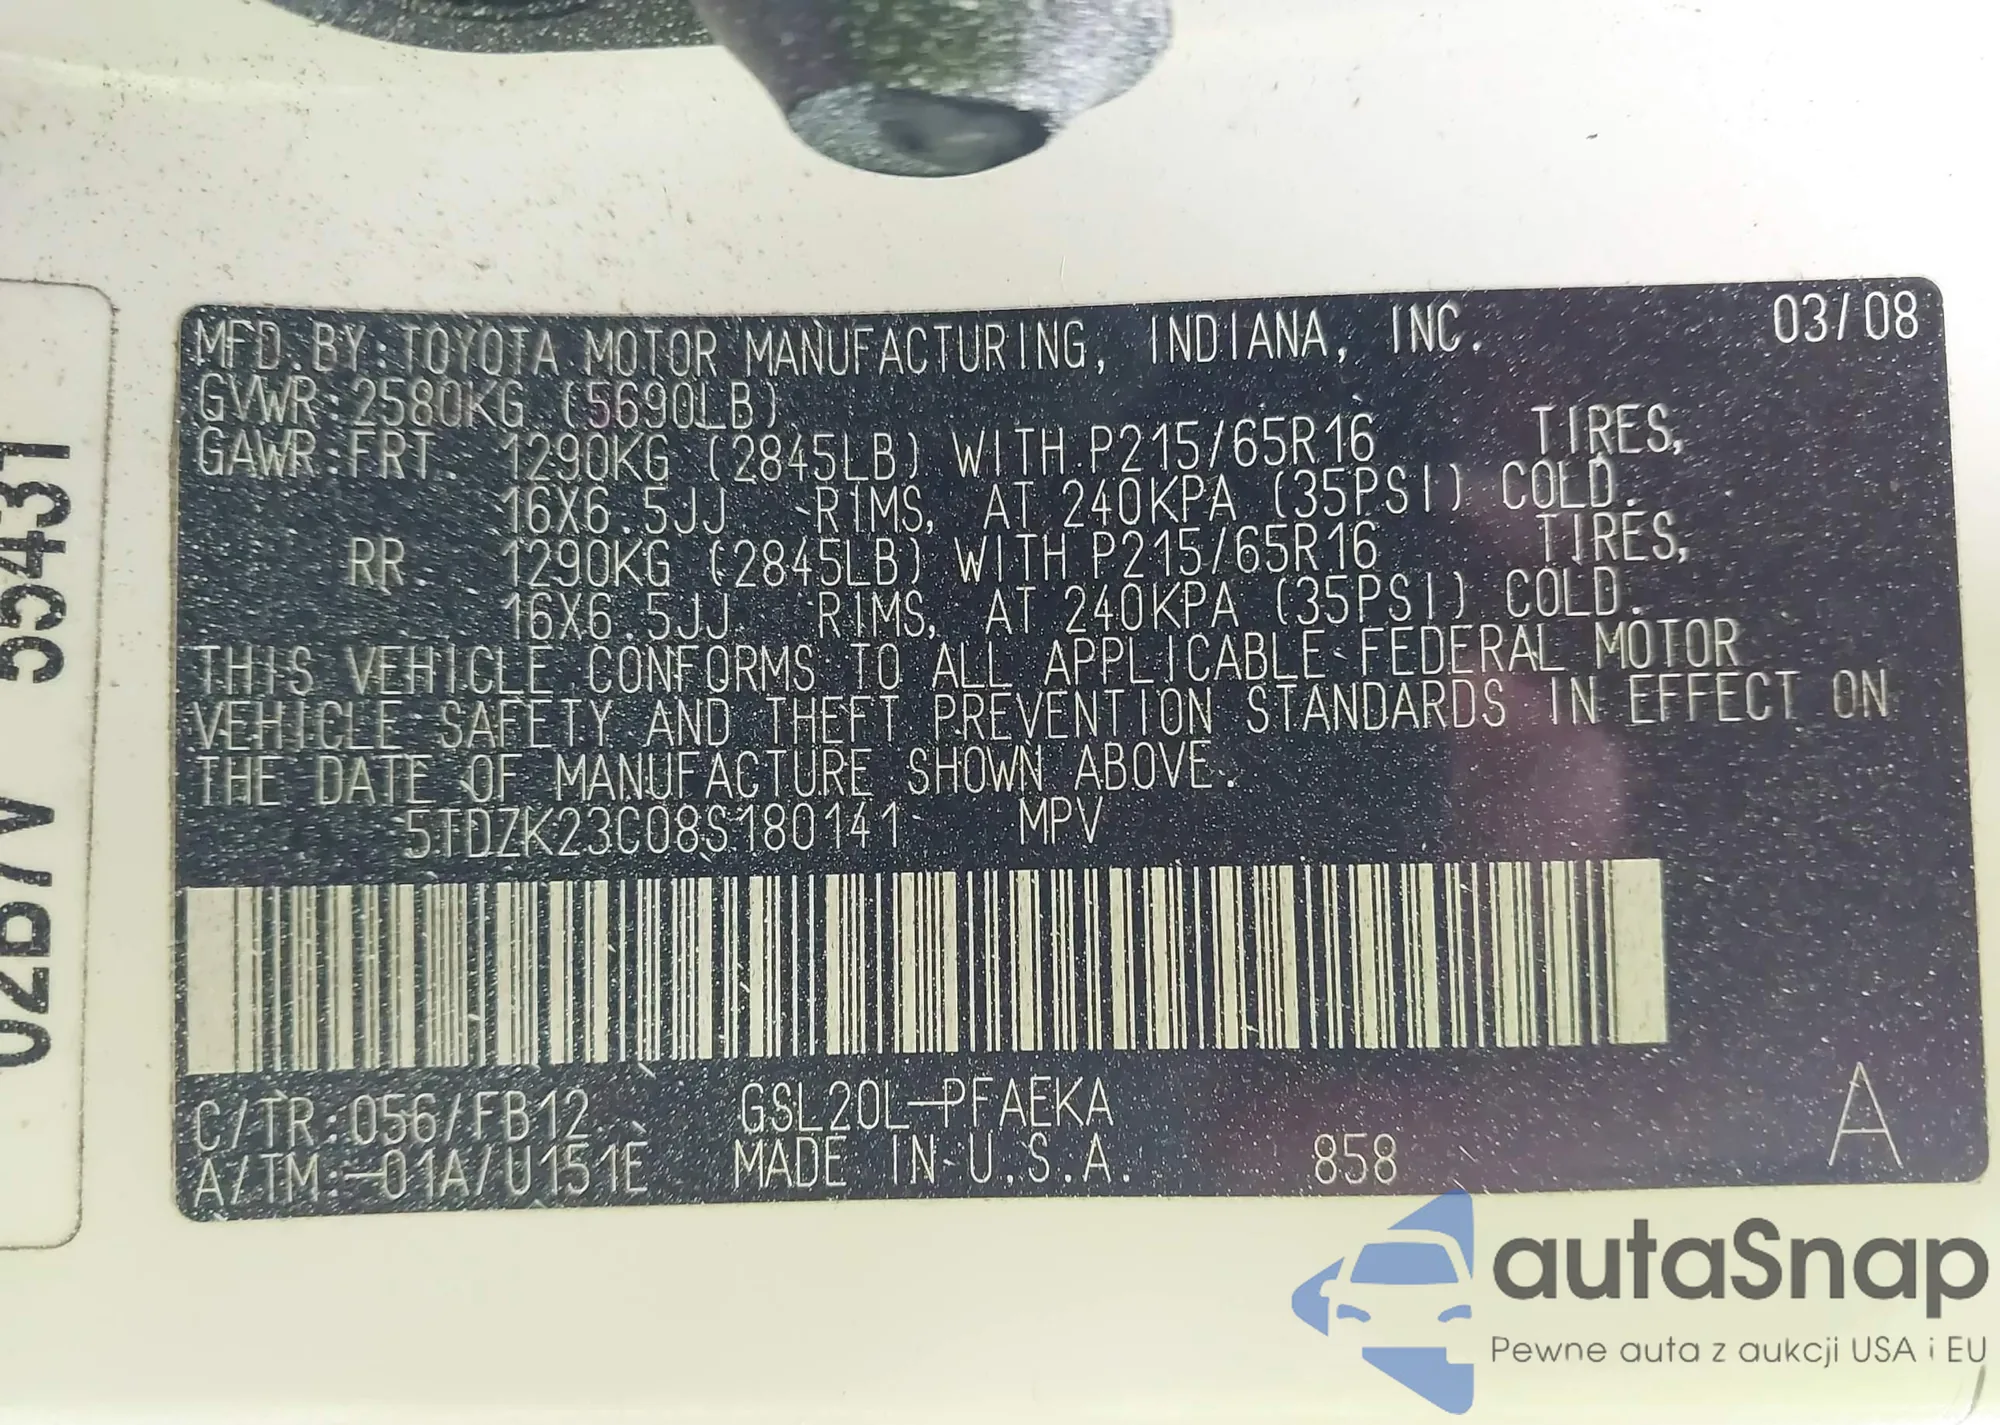 MFD.BY:TOYOTA MOTOR MANUFACTURING, INDIANA, INC. 03/08
GVWR:2580KG (5690LB)
GAWR:FRT 1290KG (2845LB) WITH P215/65R16 TIRES,
16X6.5JJ RIMS, AT 240KPA (35PSI) COLD.
RR 1290KG (2845LB) WITH P215/65R16 TIRES,
16X6.5JJ RIMS, AT 240KPA (35PSI) COLD.
THIS VEHICLE CONFORMS TO ALL APPLICABLE FEDERAL MOTOR
VEHICLE SAFETY AND THEFT PREVENTION STANDARDS IN EFFECT ON
THE DATE OF MANUFACTURE SHOWN ABOVE.
5TDZK23C08S180141 MPV
C/TR:056/FB12 GSL20L-PFAEKA
A/TM:-01A/U151E MADE IN U.S.A. 858 A
02B7V 55431
autaSnap
Pewne auta z aukcji USA i EU